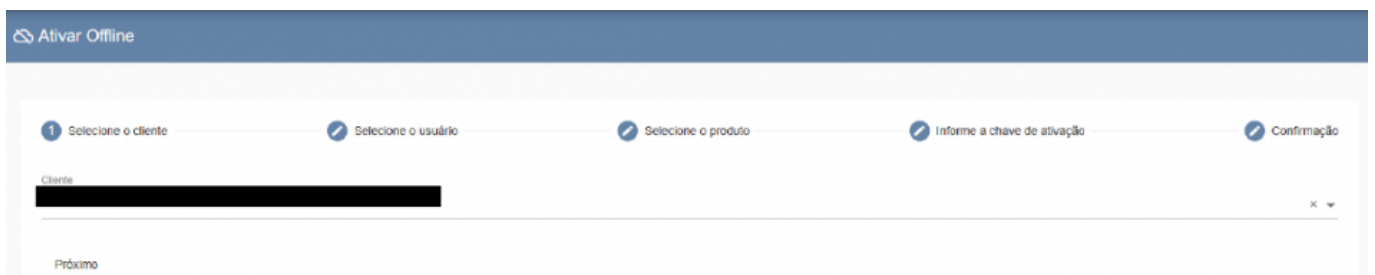 Ativar Offline
1 Selecione o cliente Selecione o usuário Selecione o produto Informe a chave de ativação Confirmação
Cliente
Próximo